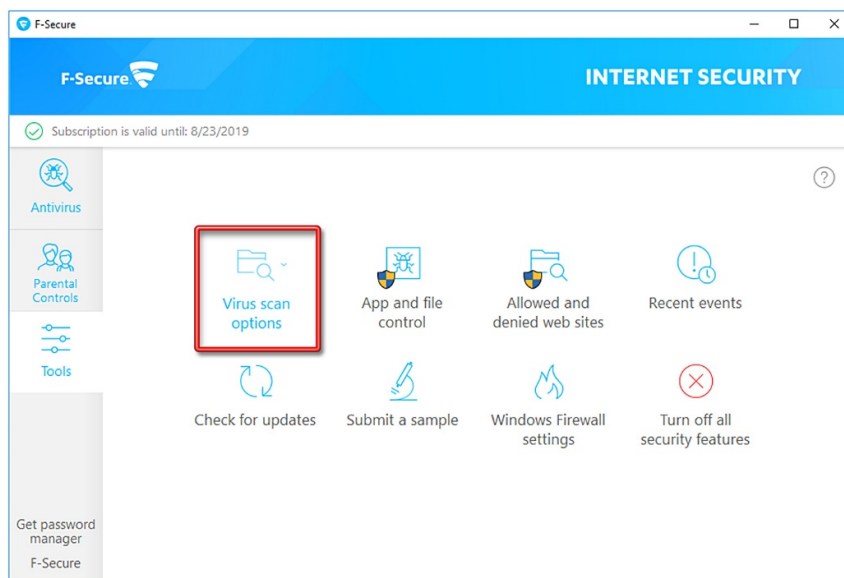 F-Secure
F-Secure.
INTERNET SECURITY
Subscription is valid until: 8/23/2019
Antivirus
Parental
Controls
Tools
Get password
manager
F-Secure
?
Virus scan
options
App and file
control
Allowed and
denied web sites
Recent events
Check for updates
Submit a sample
Windows Firewall
settings
Turn off all
security features